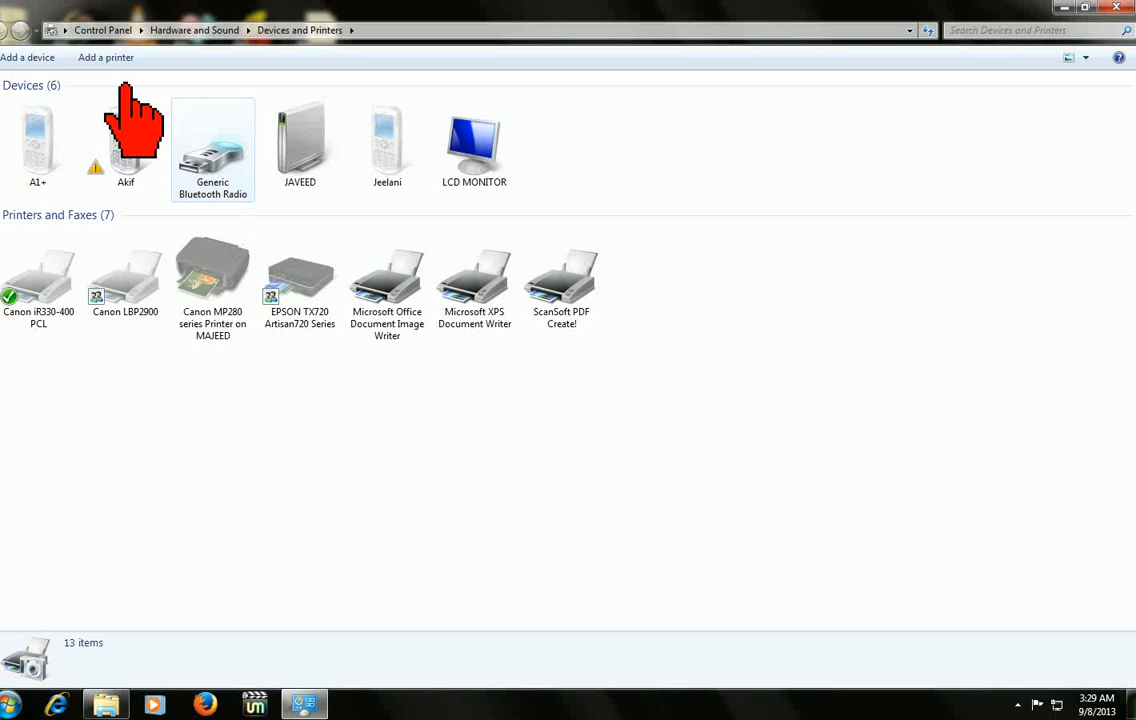 Control Panel Hardware and Sound Devices and Printers
Search Devices and Printers
Add a device Add a printer
Devices (6)
A1+
Akif
Generic
Bluetooth Radio
JAVEED
Jeelani
LCD MONITOR
Printers and Faxes (7)
Canon iR330-400
PCL
Canon LBP2900
Canon MP280
series Printer on
MAJEED
EPSON TX720
Artisan720 Series
Microsoft Office
Document Image
Writer
Microsoft XPS
Document Writer
ScanSoft PDF
Create!
13 items
um
3:29 AM
9/8/2013